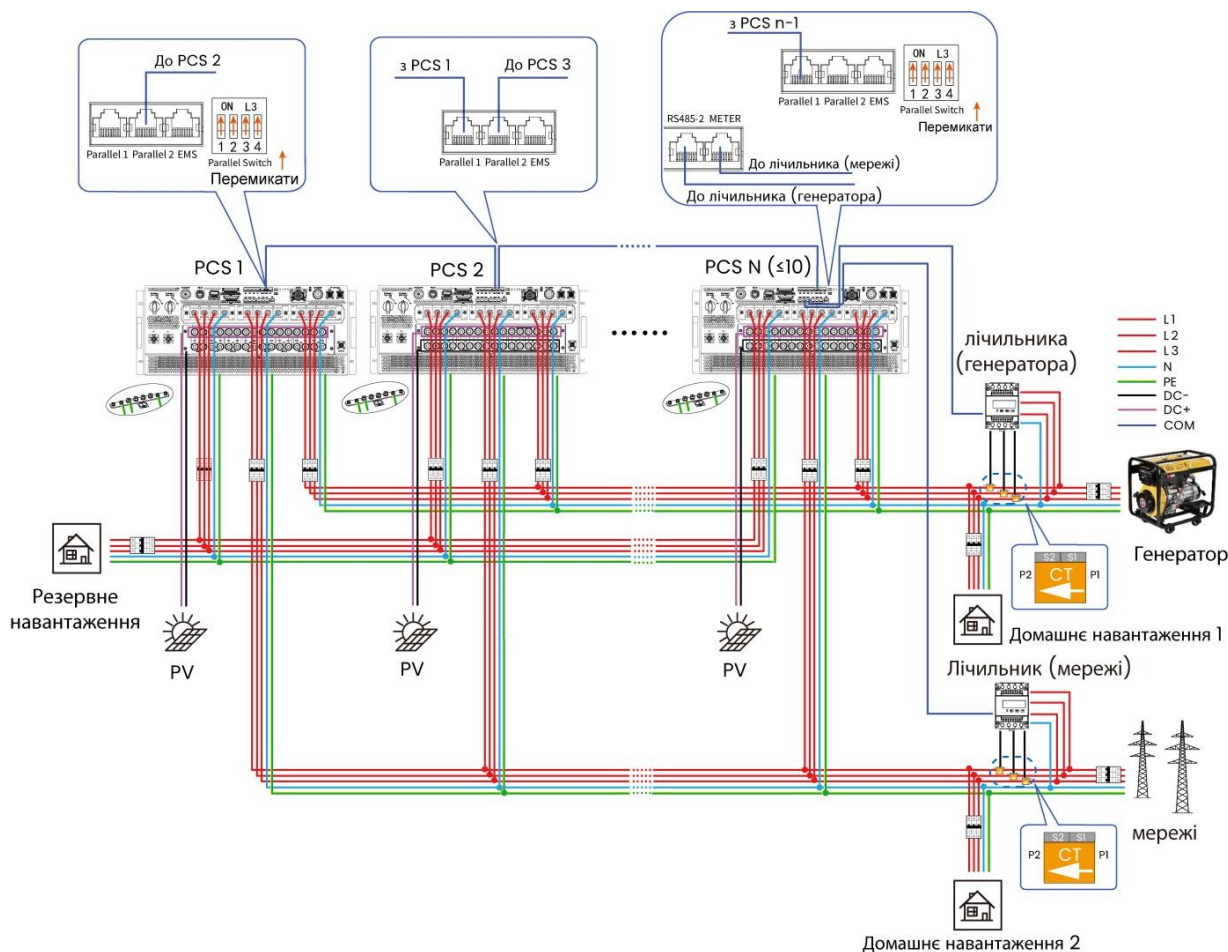 До PCS 2
ON L3
1 2 3 4
Parallel 1 Parallel 2 EMS
Parallel Switch
Перемикати
з PCS 1
До PCS 3
Parallel 1 Parallel 2 EMS
з PCS n-1
ON L3
1 2 3 4
Parallel 1 Parallel 2 EMS
Parallel Switch
Перемикати
RS485-2 METER
До лічильника (мережі)
До лічильника (генератора)
PCS 1
PCS 2
PCS N (≤10)
L1
L2
L3
N
PE
DC-
DC+
COM
лічильника
(генератора)
Генератор
S2 S1
P2 CT P1
Резервне
навантаження
PV
PV
PV
Домашнє навантаження 1
Лічильник (мережі)
мережі
S2 S1
P2 CT P1
Домашнє навантаження 2